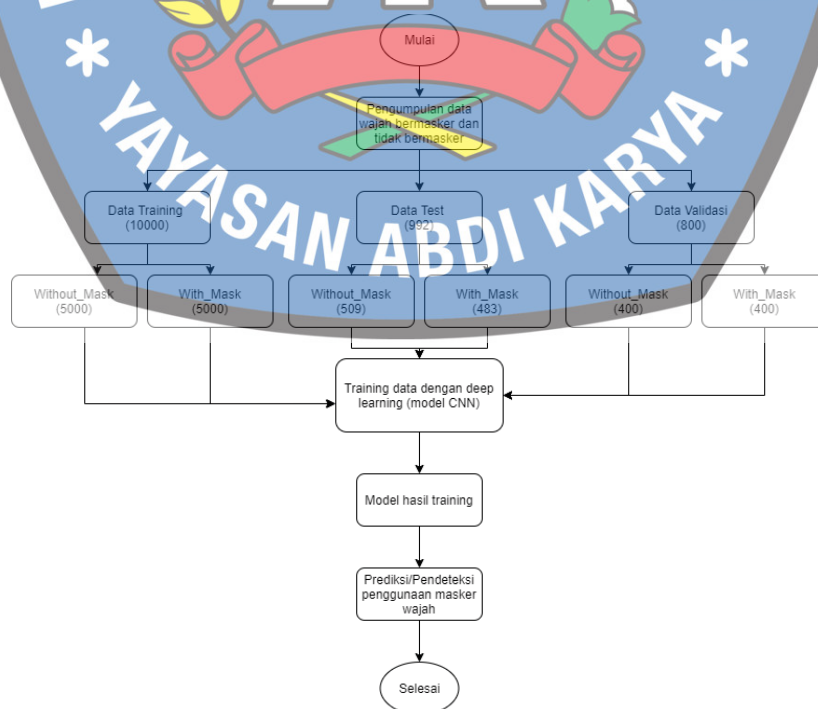 Mulai
Pengumpulan data
wajah bermasker dan
tidak bermasker
Data Training
(10000)
Data Test
(992)
Data Validasi
(800)
Without_Mask
(5000)
With_Mask
(5000)
Without_Mask
(509)
With_Mask
(483)
Without_Mask
(400)
With_Mask
(400)
YAYASAN ABDI KARYA
Training data dengan deep
learning (model CNN)
Model hasil training
Prediksi/Pendeteksi
penggunaan masker
wajah
Selesai